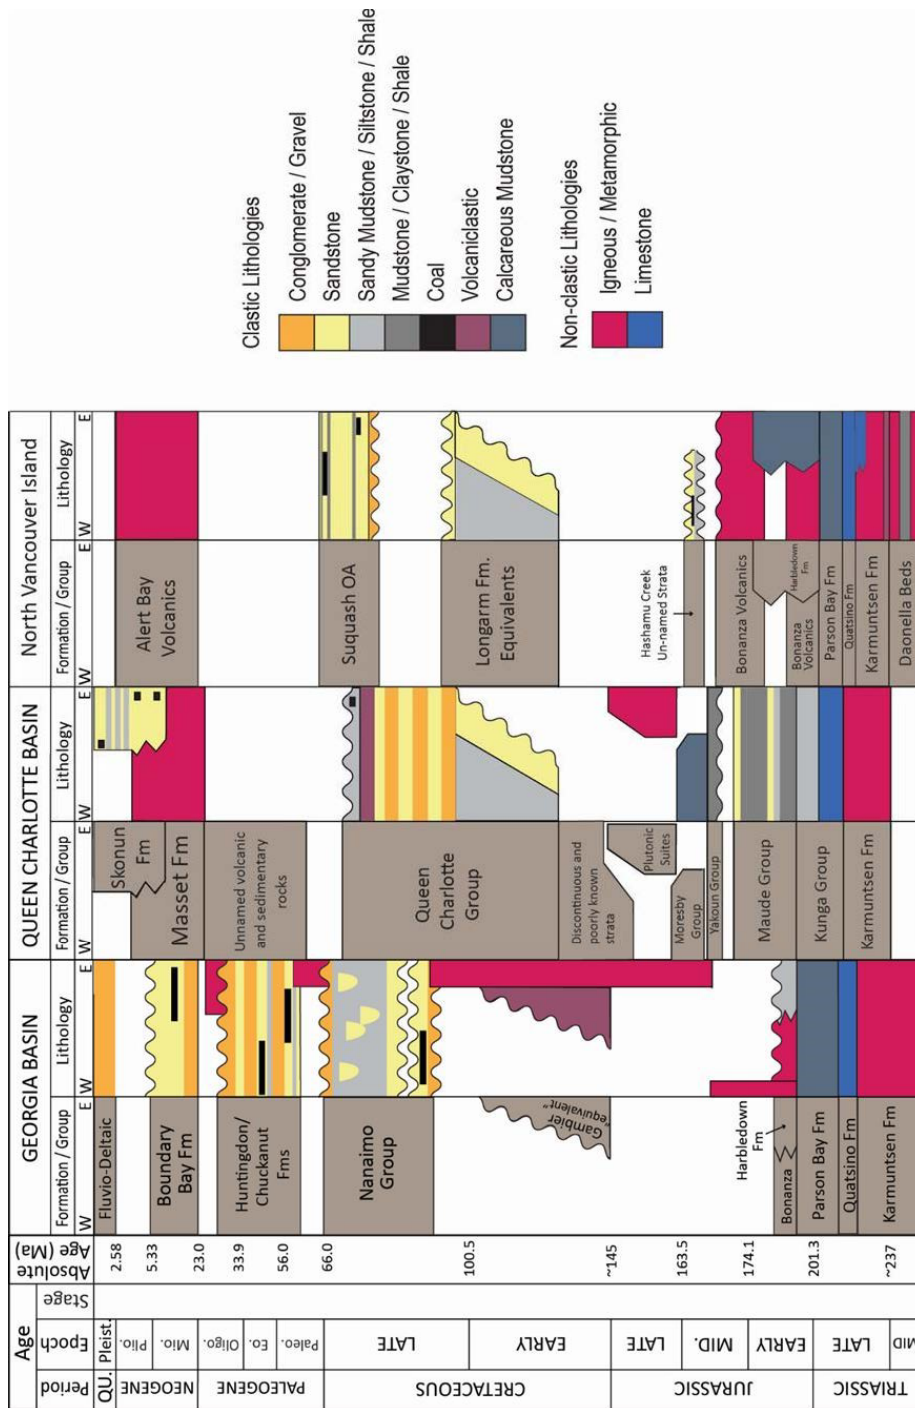 Clastic Lithologies
Conglomerate / Gravel
Sandstone
Sandy Mudstone / Siltstone / Shale
Mudstone / Claystone / Shale
Coal
Volcaniclastic
Calcareous Mudstone
Non-clastic Lithologies
Igneous / Metamorphic
Limestone
North Vancouver Island
Formation / Group
Lithology
W
E
W
E
Alert Bay
Volcanics
Suquash OA
Longarm Fm.
Equivalents
Hashamu Creek
Un-named Strata
Bonanza Volcanics
Harbledown
Fm
Bonanza
Volcanics
Parson Bay Fm
Quatsino Fm
Karmuntsen Fm
Daonella Beds
QUEEN CHARLOTTE BASIN
Formation / Group
Lithology
W
E
W
E
Skonun
Fm
Masset Fm
Unnamed volcanic
and sedimentary
rocks
Queen
Charlotte
Group
Discontinuous and
poorly known
strata
Plutonic
Suites
Moresby
Group
Yakoun Group
Maude Group
Kunga Group
Karmuntsen Fm
GEORGIA BASIN
Formation / Group
Lithology
W
E
W
E
Fluvio-Deltaic
Boundary
Bay Fm
Huntingdon/
Chuckanut
Fms
Nanaimo
Group
Gambier
"equivalent"
Harbledown
Fm
Bonanza
Parson Bay Fm
Quatsino Fm
Karmuntsen Fm
Absolute
Age (Ma)
2.58
5.33
23.0
33.9
56.0
66.0
100.5
~145
163.5
174.1
201.3
~237
Age
Stage
Epoch
Pleist.
Plio.
Mio.
Oligo.
Eo.
Paleo.
LATE
EARLY
LATE
MID.
EARLY
LATE
MID
Period
QU.
NEOGENE
PALEOGENE
CRETACEOUS
JURASSIC
TRIASSIC